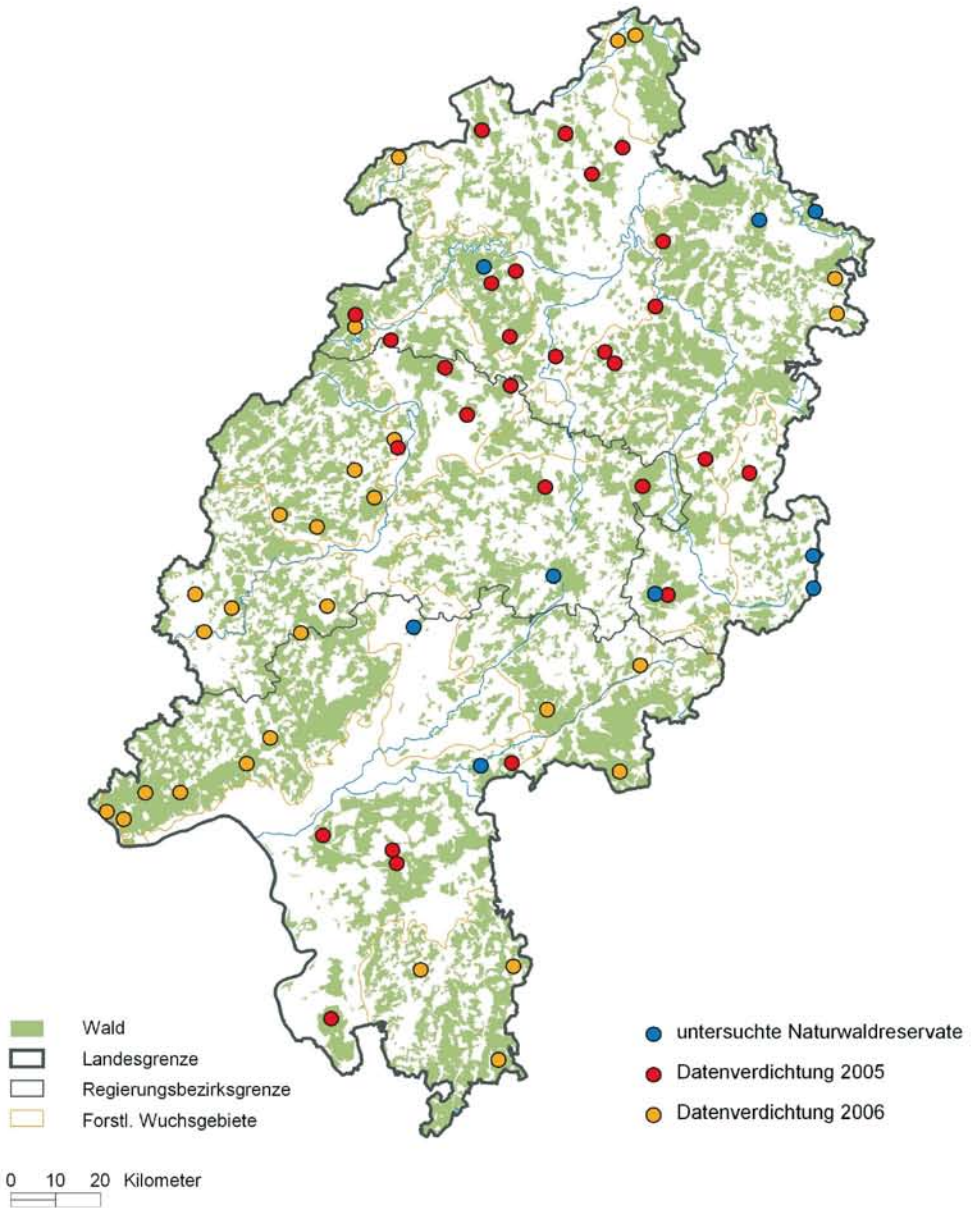 Wald
Landesgrenze
Regierungsbezirksgrenze
Forstl. Wuchsgebiete
0 10 20 Kilometer
untersuchte Naturwaldreservate
Datenverdichtung 2005
Datenverdichtung 2006